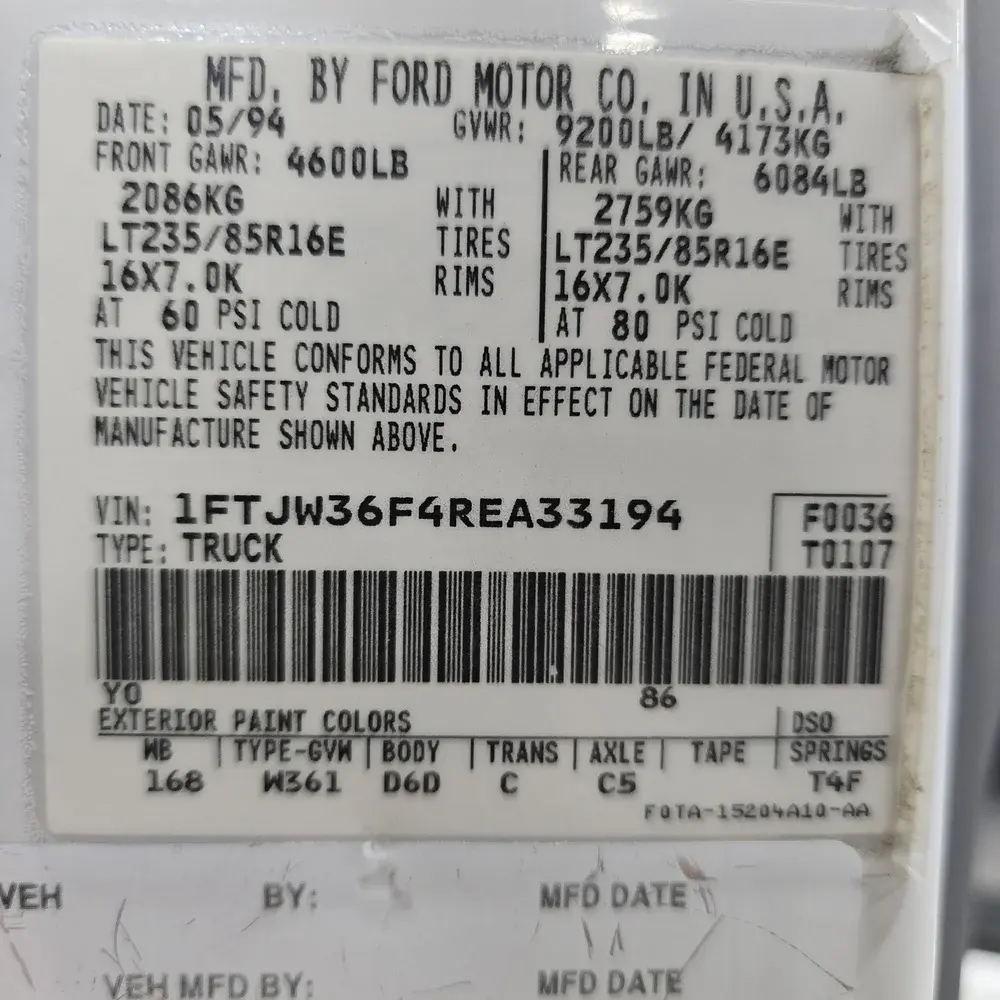 MFD. BY FORD MOTOR CO. IN U.S.A.
DATE: 05/94 GVWR: 9200LB/ 4173KG
FRONT GAWR: 4600LB REAR GAWR: 6084LB
2086KG WITH 2759KG WITH
LT235/85R16E TIRES LT235/85R16E TIRES
16X7.0K RIMS 16X7.0K RIMS
AT 60 PSI COLD AT 80 PSI COLD
THIS VEHICLE CONFORMS TO ALL APPLICABLE FEDERAL MOTOR
VEHICLE SAFETY STANDARDS IN EFFECT ON THE DATE OF
MANUFACTURE SHOWN ABOVE.
VIN: 1FTJW36F4REA33194 F0036
TYPE: TRUCK T0107
YO 86
EXTERIOR PAINT COLORS DSO
WB TYPE-GVW BODY TRANS AXLE TAPE SPRINGS
168 W361 D6D C C5 T4F
F0TA-15204A10-AA
VEH BY: MFD DATE
VEH MFD BY: MFD DATE